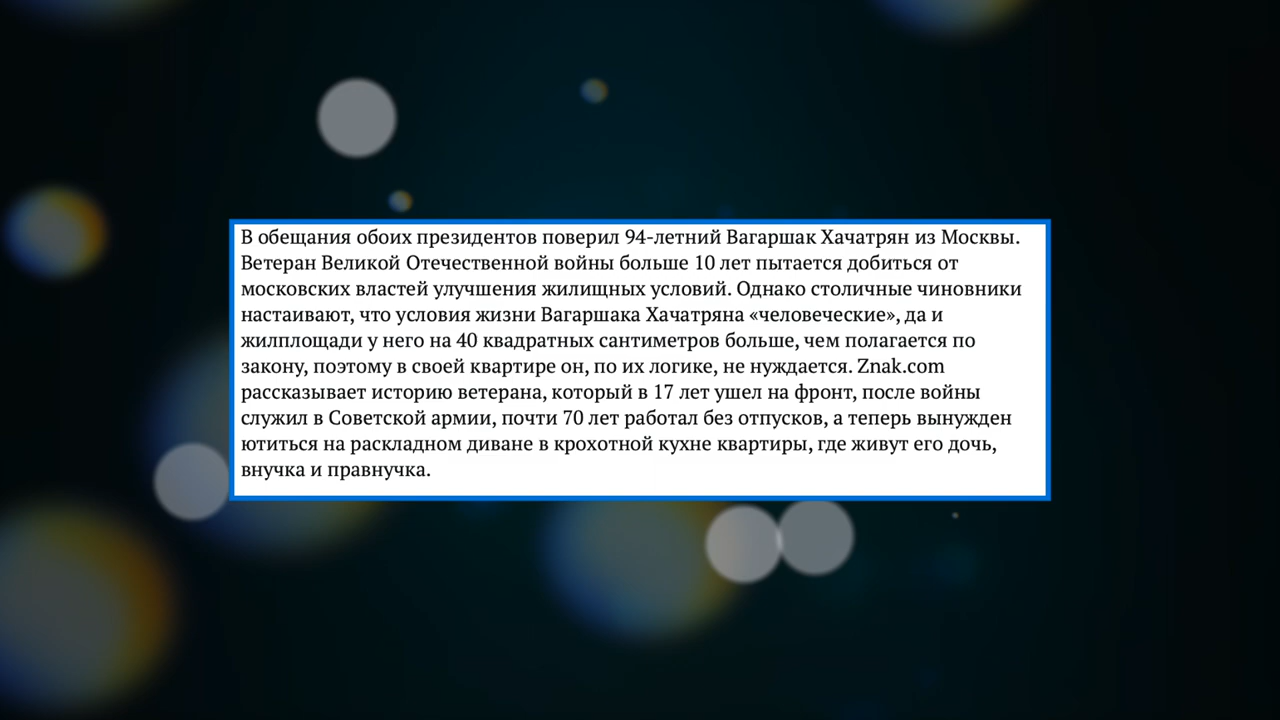 В обещания обоих президентов поверил 94-летний Вагаршак Хачатрян из Москвы.
Ветеран Великой Отечественной войны больше 10 лет пытается добиться от
московских властей улучшения жилищных условий. Однако столичные чиновники
настаивают, что условия жизни Вагаршака Хачатряна «человеческие», да и
жилплощади у него на 40 квадратных сантиметров больше, чем полагается по
закону, поэтому в своей квартире он, по их логике, не нуждается. Znak.com
рассказывает историю ветерана, который в 17 лет ушел на фронт, после войны
служил в Советской армии, почти 70 лет работал без отпусков, а теперь вынужден
ютиться на раскладном диване в крохотной кухне квартиры, где живут его дочь,
внучка и правнучка.